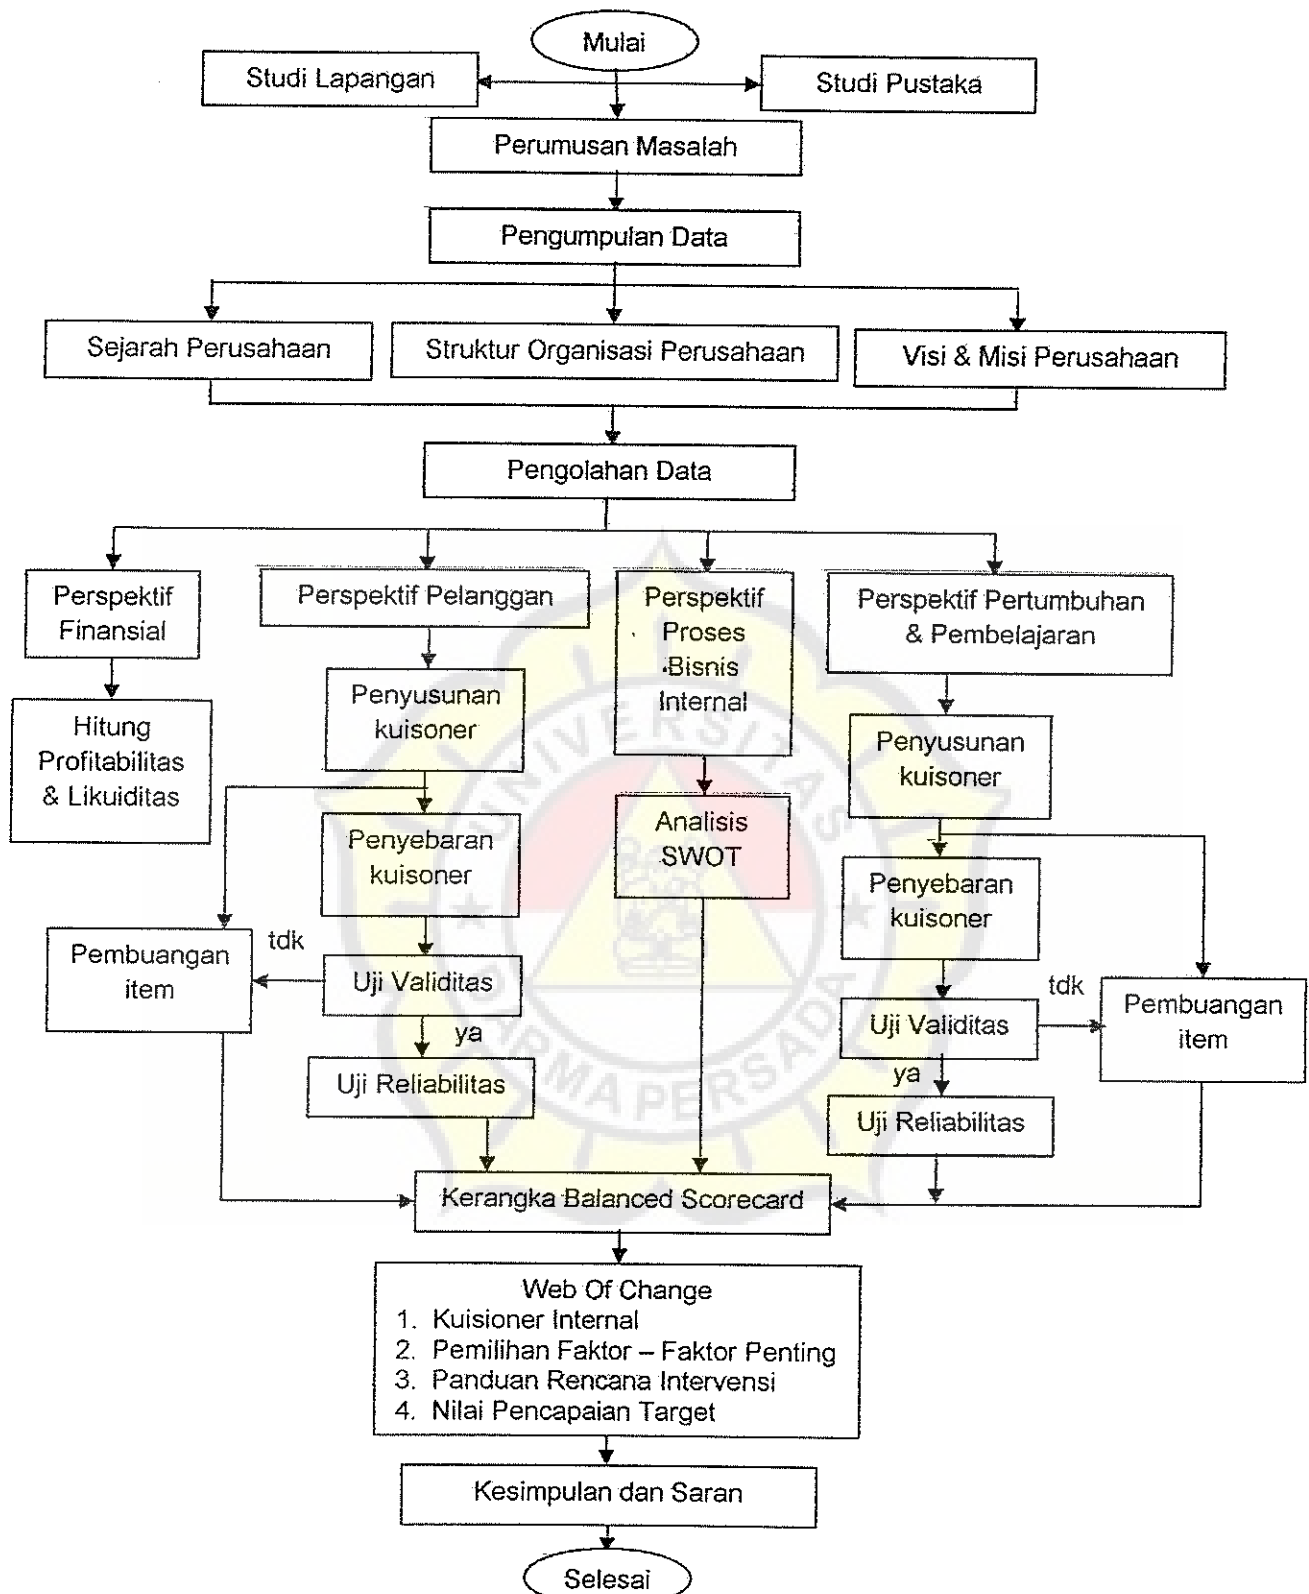 Mulai
Studi Lapangan
Studi Pustaka
Perumusan Masalah
Pengumpulan Data
Sejarah Perusahaan
Struktur Organisasi Perusahaan
Visi & Misi Perusahaan
Pengolahan Data
Perspektif
Finansial
Perspektif Pelanggan
Perspektif
Proses
Bisnis
Internal
Perspektif Pertumbuhan
& Pembelajaran
Hitung
Profitabilitas
& Likuiditas
Penyusunan
kuisoner
Penyusunan
kuisoner
Penyebaran
kuisoner
Analisis
SWOT
Penyebaran
kuisoner
Pembuangan
item
tdk
Uji Validitas
ya
Uji Reliabilitas
Uji Validitas
tdk
Pembuangan
item
ya
Uji Reliabilitas
UNIVERSITAS
DARMA PERSADA
Kerangka Balanced Scorecard
Web Of Change
1. Kuisioner Internal
2. Pemilihan Faktor – Faktor Penting
3. Panduan Rencana Intervensi
4. Nilai Pencapaian Target
Kesimpulan dan Saran
Selesai